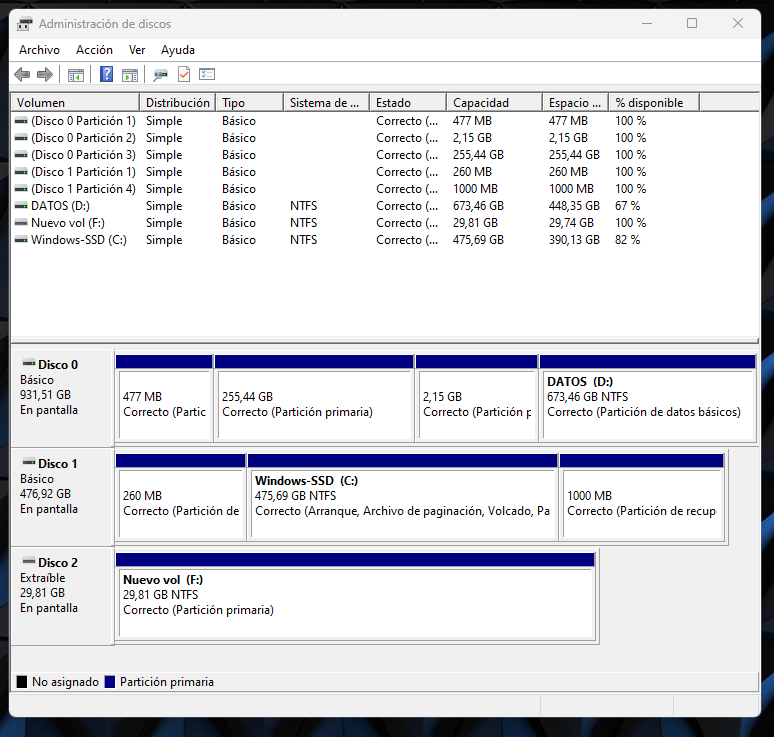 Administración de discos
Archivo Acción Ver Ayuda
Volumen Distribución Tipo Sistema de ... Estado Capacidad Espacio ... % disponible
(Disco 0 Partición 1) Simple Básico Correcto (... 477 MB 477 MB 100 %
(Disco 0 Partición 2) Simple Básico Correcto (... 2,15 GB 2,15 GB 100 %
(Disco 0 Partición 3) Simple Básico Correcto (... 255,44 GB 255,44 GB 100 %
(Disco 1 Partición 1) Simple Básico Correcto (... 260 MB 260 MB 100 %
(Disco 1 Partición 4) Simple Básico Correcto (... 1000 MB 1000 MB 100 %
DATOS (D:) Simple Básico NTFS Correcto (... 673,46 GB 448,35 GB 67 %
Nuevo vol (F:) Simple Básico NTFS Correcto (... 29,81 GB 29,74 GB 100 %
Windows-SSD (C:) Simple Básico NTFS Correcto (... 475,69 GB 390,13 GB 82 %
Disco 0
Básico
931,51 GB
En pantalla
477 MB
Correcto (Partic
255,44 GB
Correcto (Partición primaria)
2,15 GB
Correcto (Partición p
DATOS (D:)
673,46 GB NTFS
Correcto (Partición de datos básicos)
Disco 1
Básico
476,92 GB
En pantalla
260 MB
Correcto (Partición de
Windows-SSD (C:)
475,69 GB NTFS
Correcto (Arranque, Archivo de paginación, Volcado, Pa
1000 MB
Correcto (Partición de recup
Disco 2
Extraíble
29,81 GB
En pantalla
Nuevo vol (F:)
29,81 GB NTFS
Correcto (Partición primaria)
No asignado Partición primaria